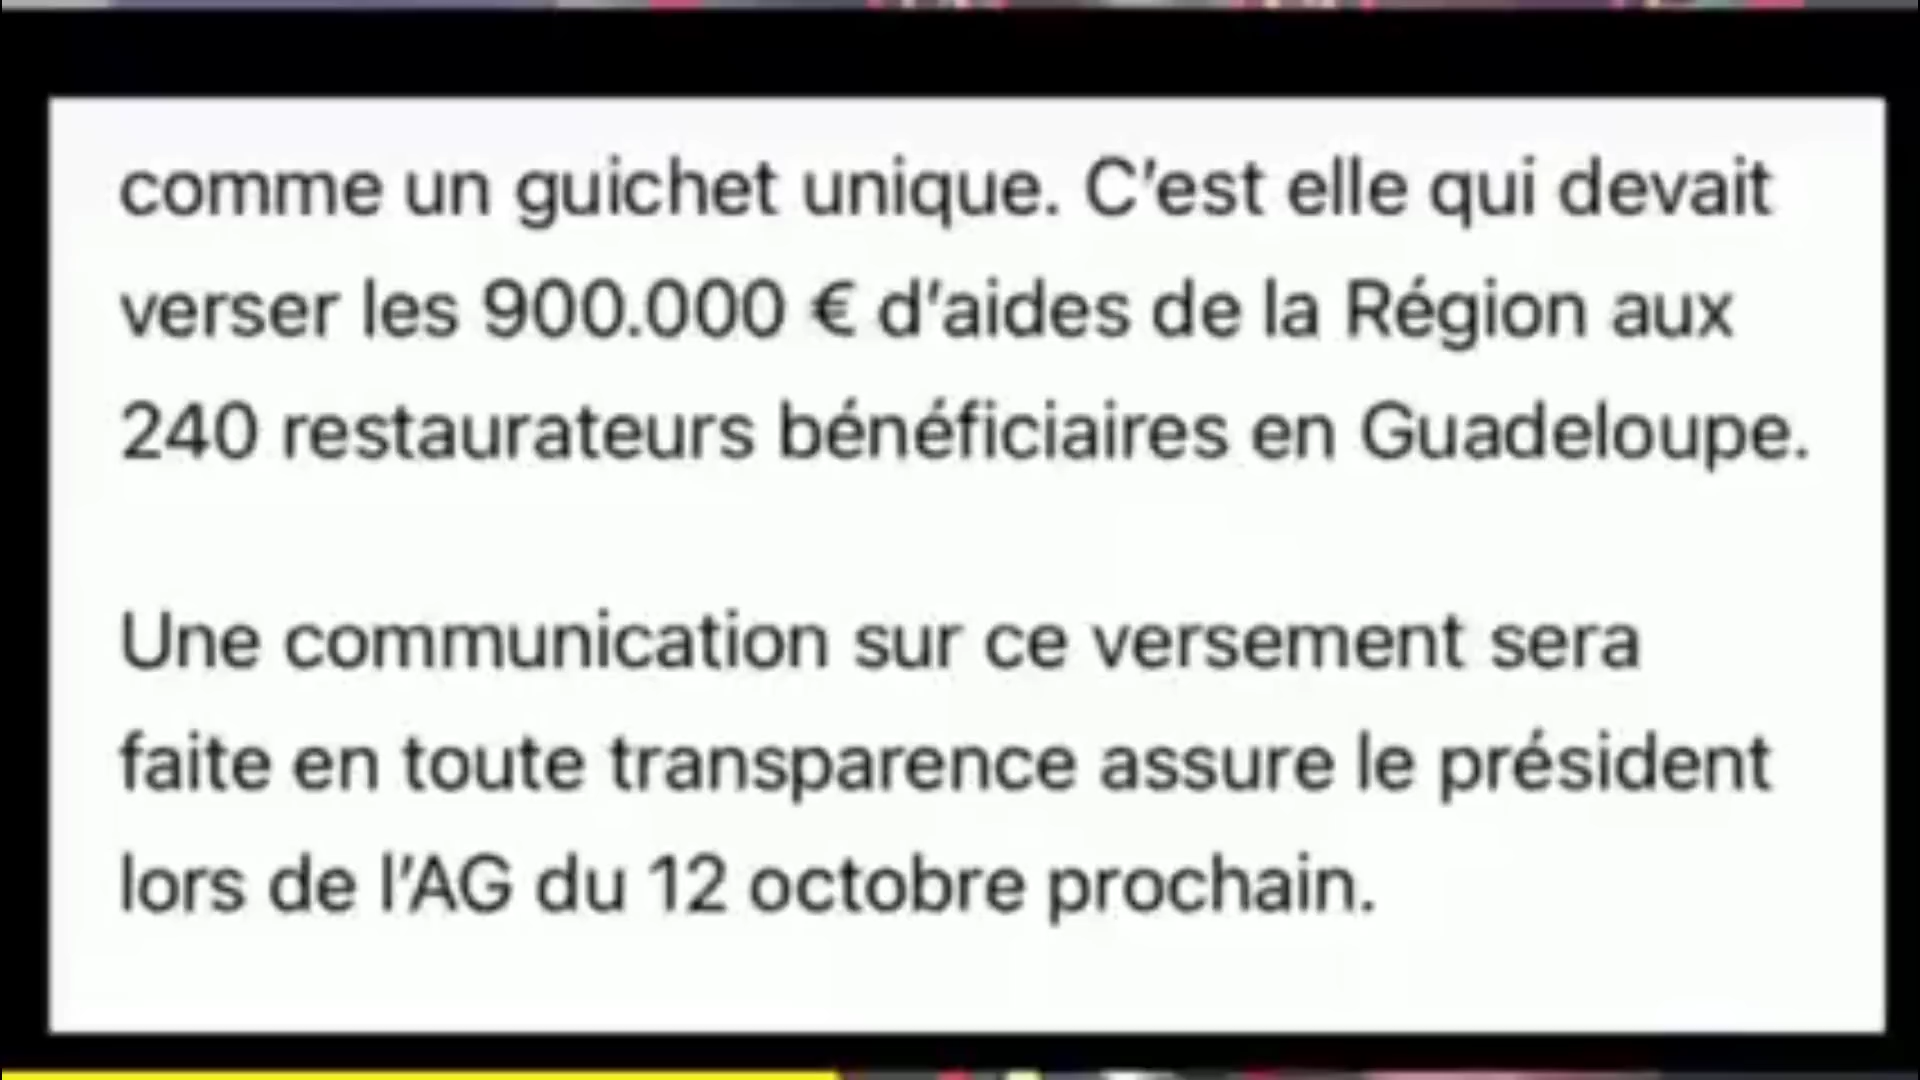 comme un guichet unique. C’est elle qui devait
verser les 900.000 € d’aides de la Région aux
240 restaurateurs bénéficiaires en Guadeloupe.
Une communication sur ce versement sera
faite en toute transparence assure le président
lors de l’AG du 12 octobre prochain.